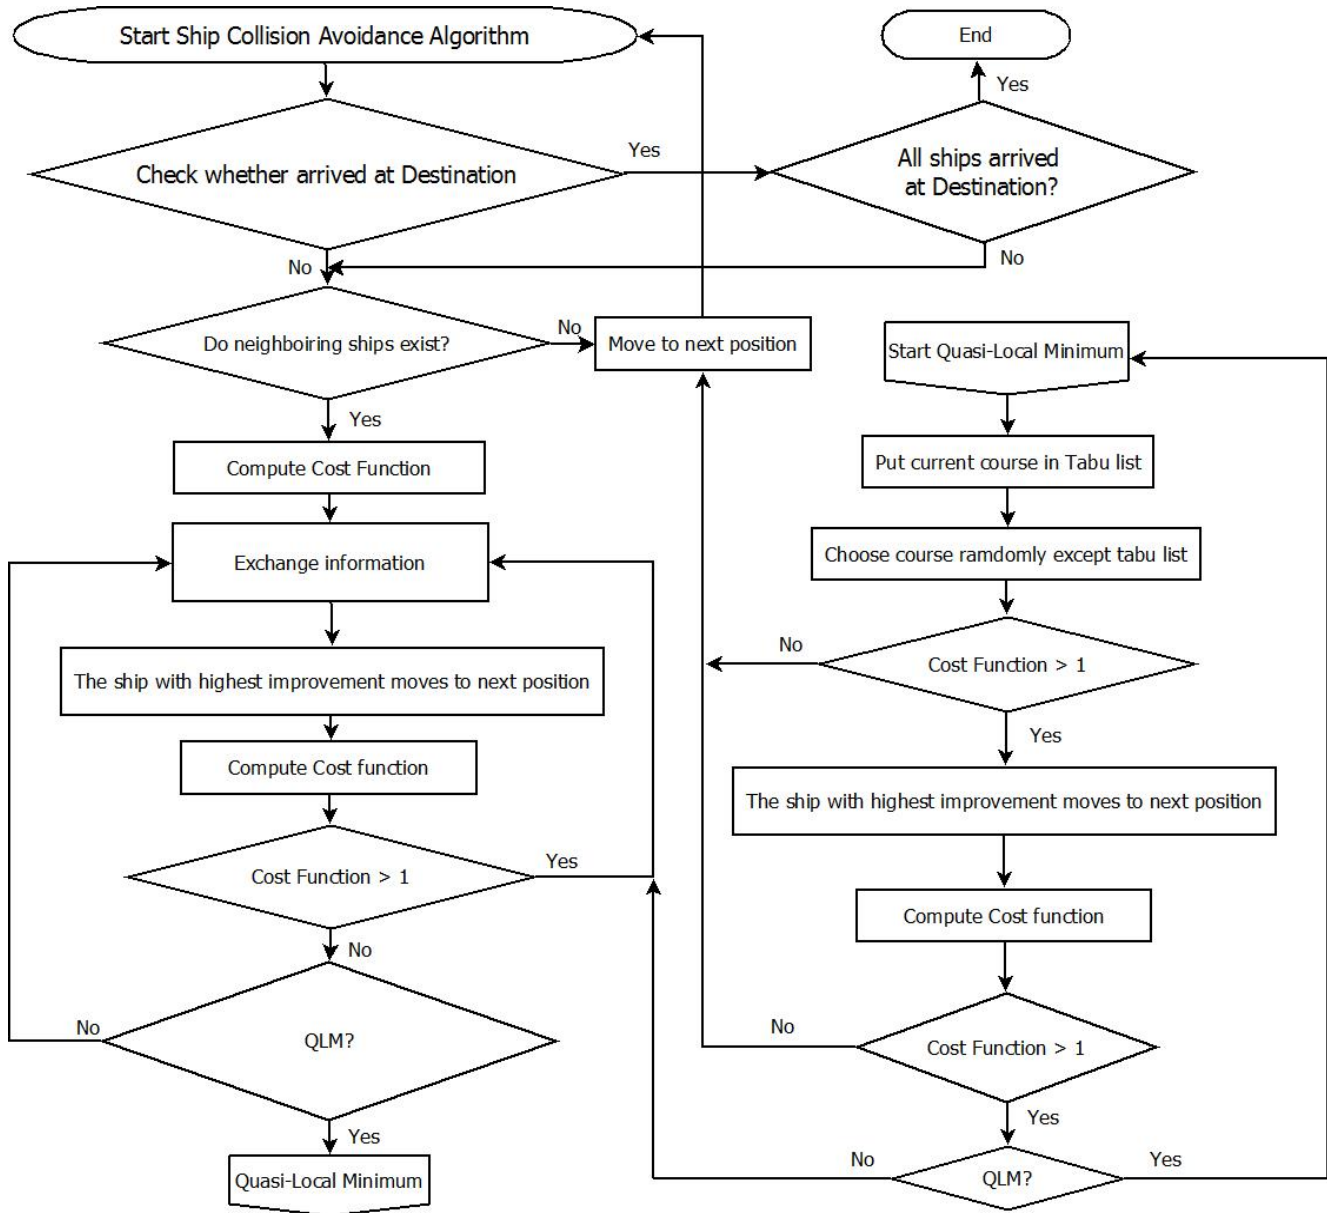 Start Ship Collision Avoidance Algorithm
End
Yes
Check whether arrived at Destination
Yes
All ships arrived
at Destination?
No
No
Do neighboiring ships exist?
No
Move to next position
Start Quasi-Local Minimum
Yes
Compute Cost Function
Put current course in Tabu list
Exchange information
Choose course ramdomly except tabu list
No
Cost Function > 1
The ship with highest improvement moves to next position
Yes
Compute Cost function
The ship with highest improvement moves to next position
Cost Function > 1
Yes
Compute Cost function
No
No
QLM?
No
Cost Function > 1
Yes
Yes
Quasi-Local Minimum
No
QLM?
Yes